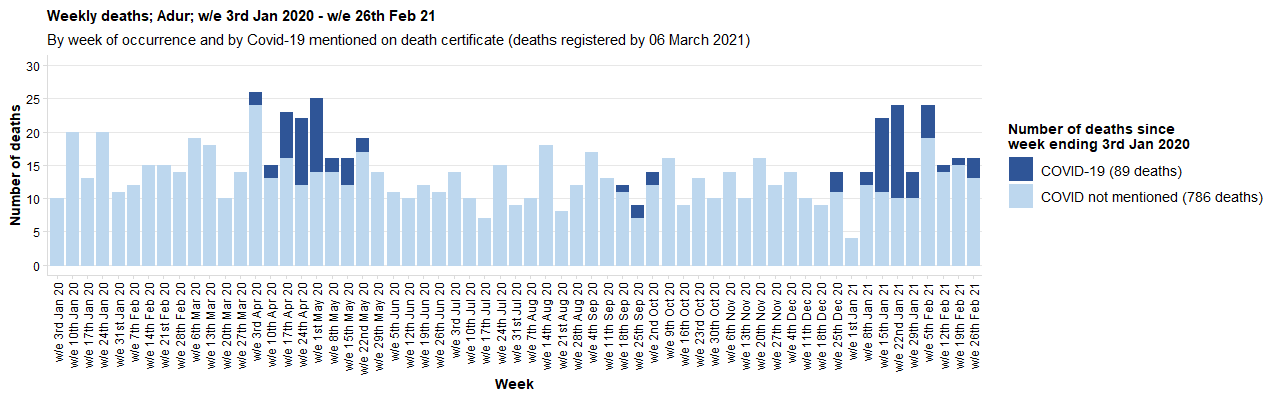 Weekly deaths; Adur; w/e 3rd Jan 2020 - w/e 26th Feb 21
By week of occurrence and by Covid-19 mentioned on death certificate (deaths registered by 06 March 2021)
Number of deaths
30
25
20
15
10
5
0
w/e 3rd Jan 20
w/e 10th Jan 20
w/e 17th Jan 20
w/e 24th Jan 20
w/e 31st Jan 20
w/e 7th Feb 20
w/e 14th Feb 20
w/e 21st Feb 20
w/e 28th Feb 20
w/e 6th Mar 20
w/e 13th Mar 20
w/e 20th Mar 20
w/e 27th Mar 20
w/e 3rd Apr 20
w/e 10th Apr 20
w/e 17th Apr 20
w/e 24th Apr 20
w/e 1st May 20
w/e 8th May 20
w/e 15th May 20
w/e 22nd May 20
w/e 29th May 20
w/e 5th Jun 20
w/e 12th Jun 20
w/e 19th Jun 20
w/e 26th Jun 20
w/e 3rd Jul 20
w/e 10th Jul 20
w/e 17th Jul 20
w/e 24th Jul 20
w/e 31st Jul 20
w/e 7th Aug 20
w/e 14th Aug 20
w/e 21st Aug 20
w/e 28th Aug 20
w/e 4th Sep 20
w/e 11th Sep 20
w/e 18th Sep 20
w/e 25th Sep 20
w/e 2nd Oct 20
w/e 9th Oct 20
w/e 16th Oct 20
w/e 23rd Oct 20
w/e 30th Oct 20
w/e 6th Nov 20
w/e 13th Nov 20
w/e 20th Nov 20
w/e 27th Nov 20
w/e 4th Dec 20
w/e 11th Dec 20
w/e 18th Dec 20
w/e 25th Dec 20
w/e 1st Jan 21
w/e 8th Jan 21
w/e 15th Jan 21
w/e 22nd Jan 21
w/e 29th Jan 21
w/e 5th Feb 21
w/e 12th Feb 21
w/e 19th Feb 21
w/e 26th Feb 21
Week
Number of deaths since
week ending 3rd Jan 2020
COVID-19 (89 deaths)
COVID not mentioned (786 deaths)